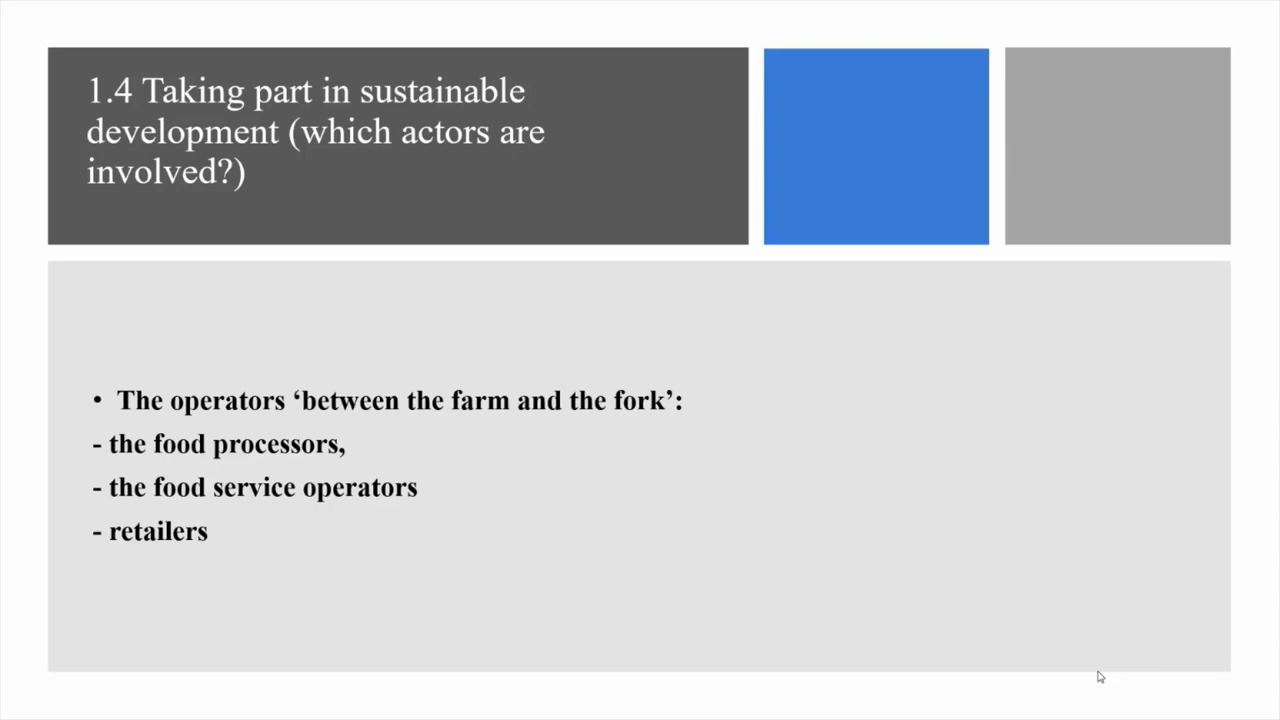 1.4 Taking part in sustainable
development (which actors are
involved?)
• The operators ‘between the farm and the fork’:
- the food processors,
- the food service operators
- retailers